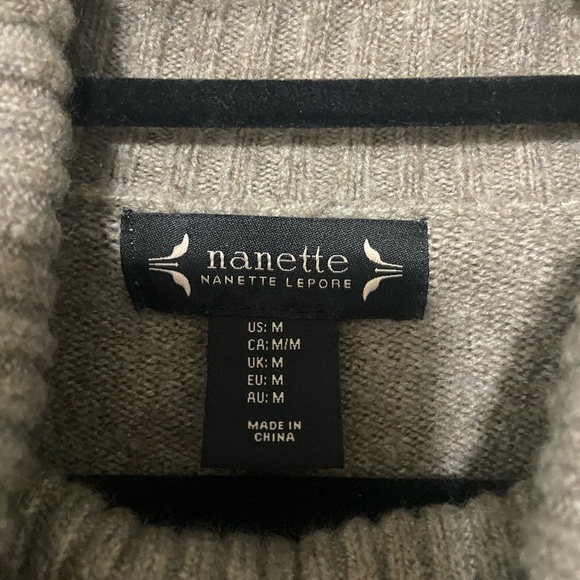 nanette
NANETTE LEPORE
US: M
CA: M/M
UK: M
EU: M
AU: M
MADE IN
CHINA